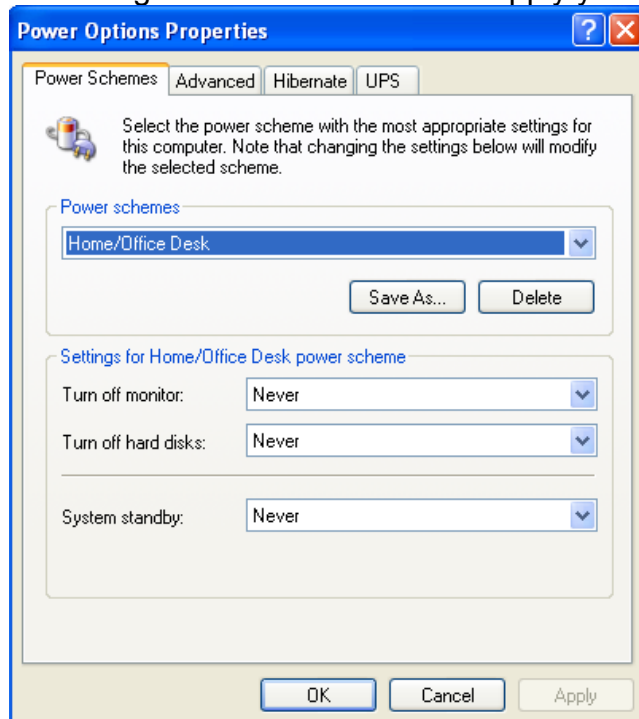 Power Options Properties
Power Schemes Advanced Hibernate UPS
Select the power scheme with the most appropriate settings for
this computer. Note that changing the settings below will modify
the selected scheme.
Power schemes
Home/Office Desk
Save As... Delete
Settings for Home/Office Desk power scheme
Turn off monitor: Never
Turn off hard disks: Never
System standby: Never
OK Cancel Apply